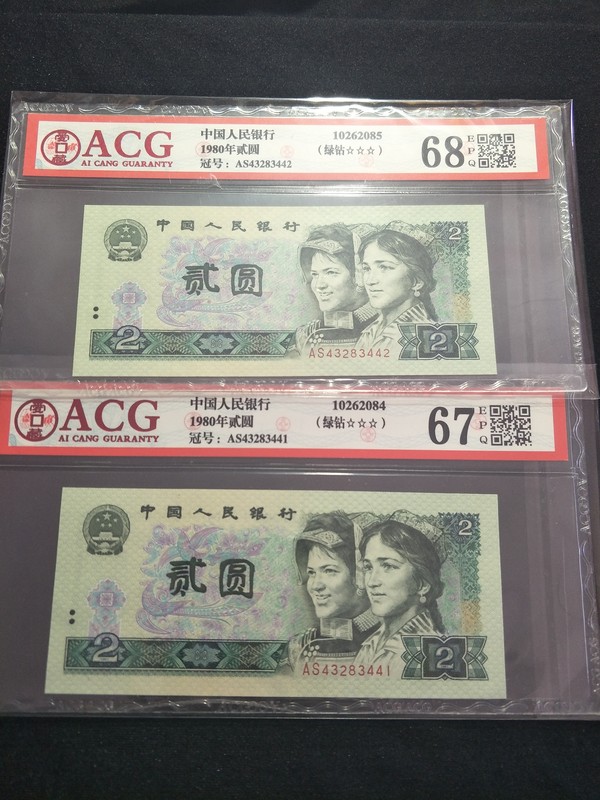 ACG
AI CANG GUARANTY
中国人民银行
1980年贰圆
冠号：AS43283442
10262085
（绿钻☆☆☆）
68
EPQ
中国人民银行
贰圆
2
2
2
AS43283442
ACG
AI CANG GUARANTY
中国人民银行
1980年贰圆
冠号：AS43283441
10262084
（绿钻☆☆☆）
67
EPQ
中国人民银行
贰圆
2
2
2
AS43283441